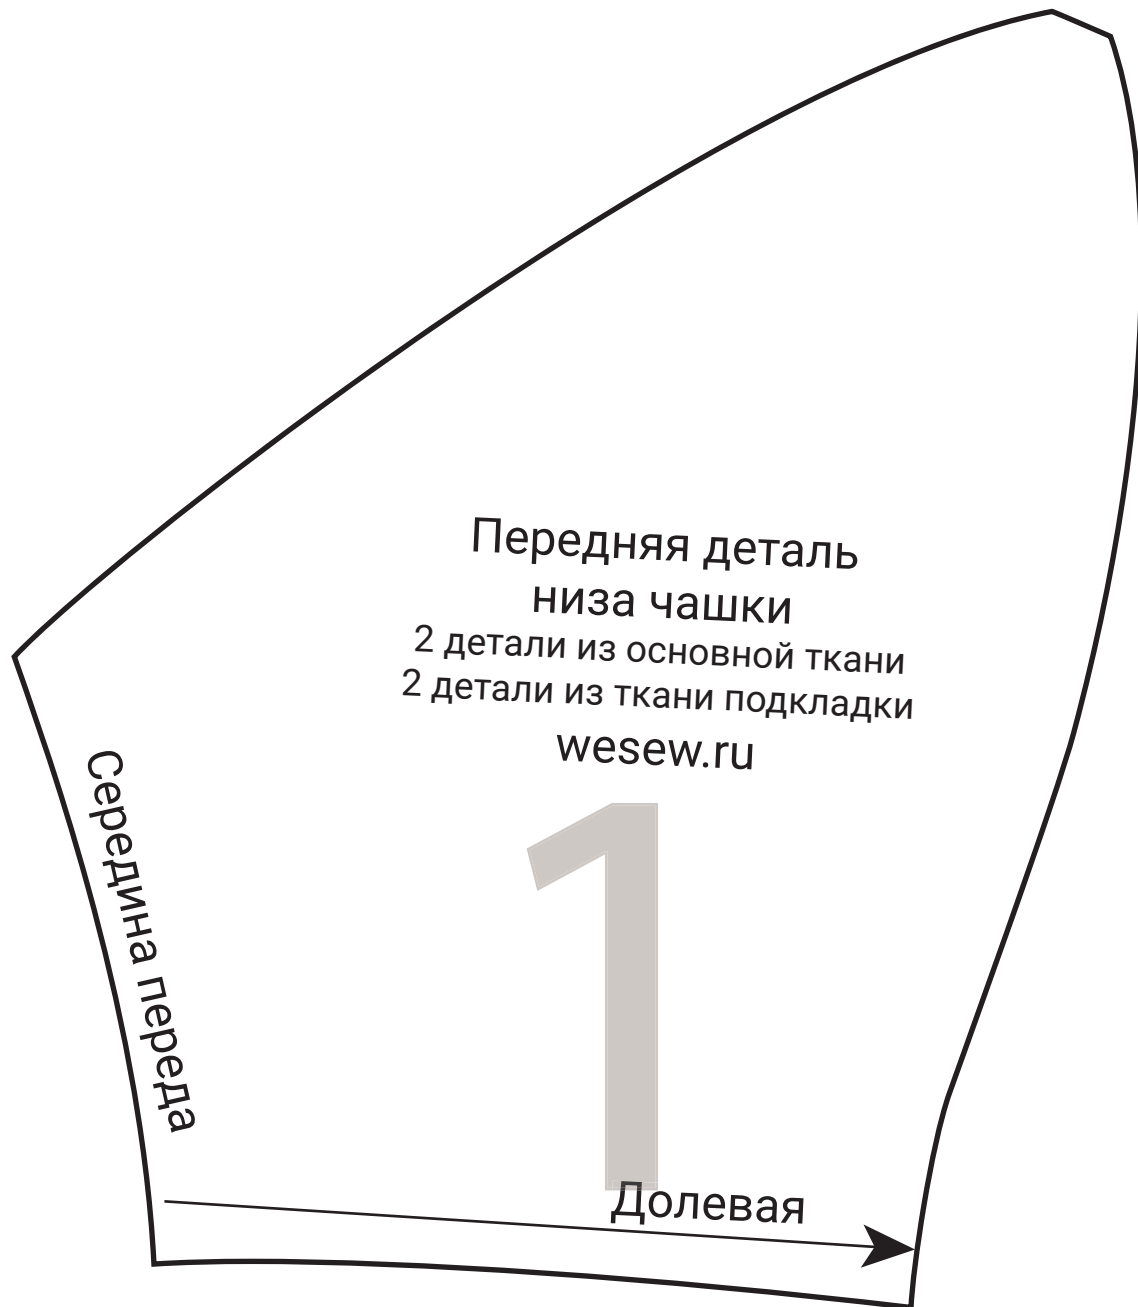 Передняя деталь
низа чашки
2 детали из основной ткани
2 детали из ткани подкладки
wesew.ru
Середина переда
1
Долевая